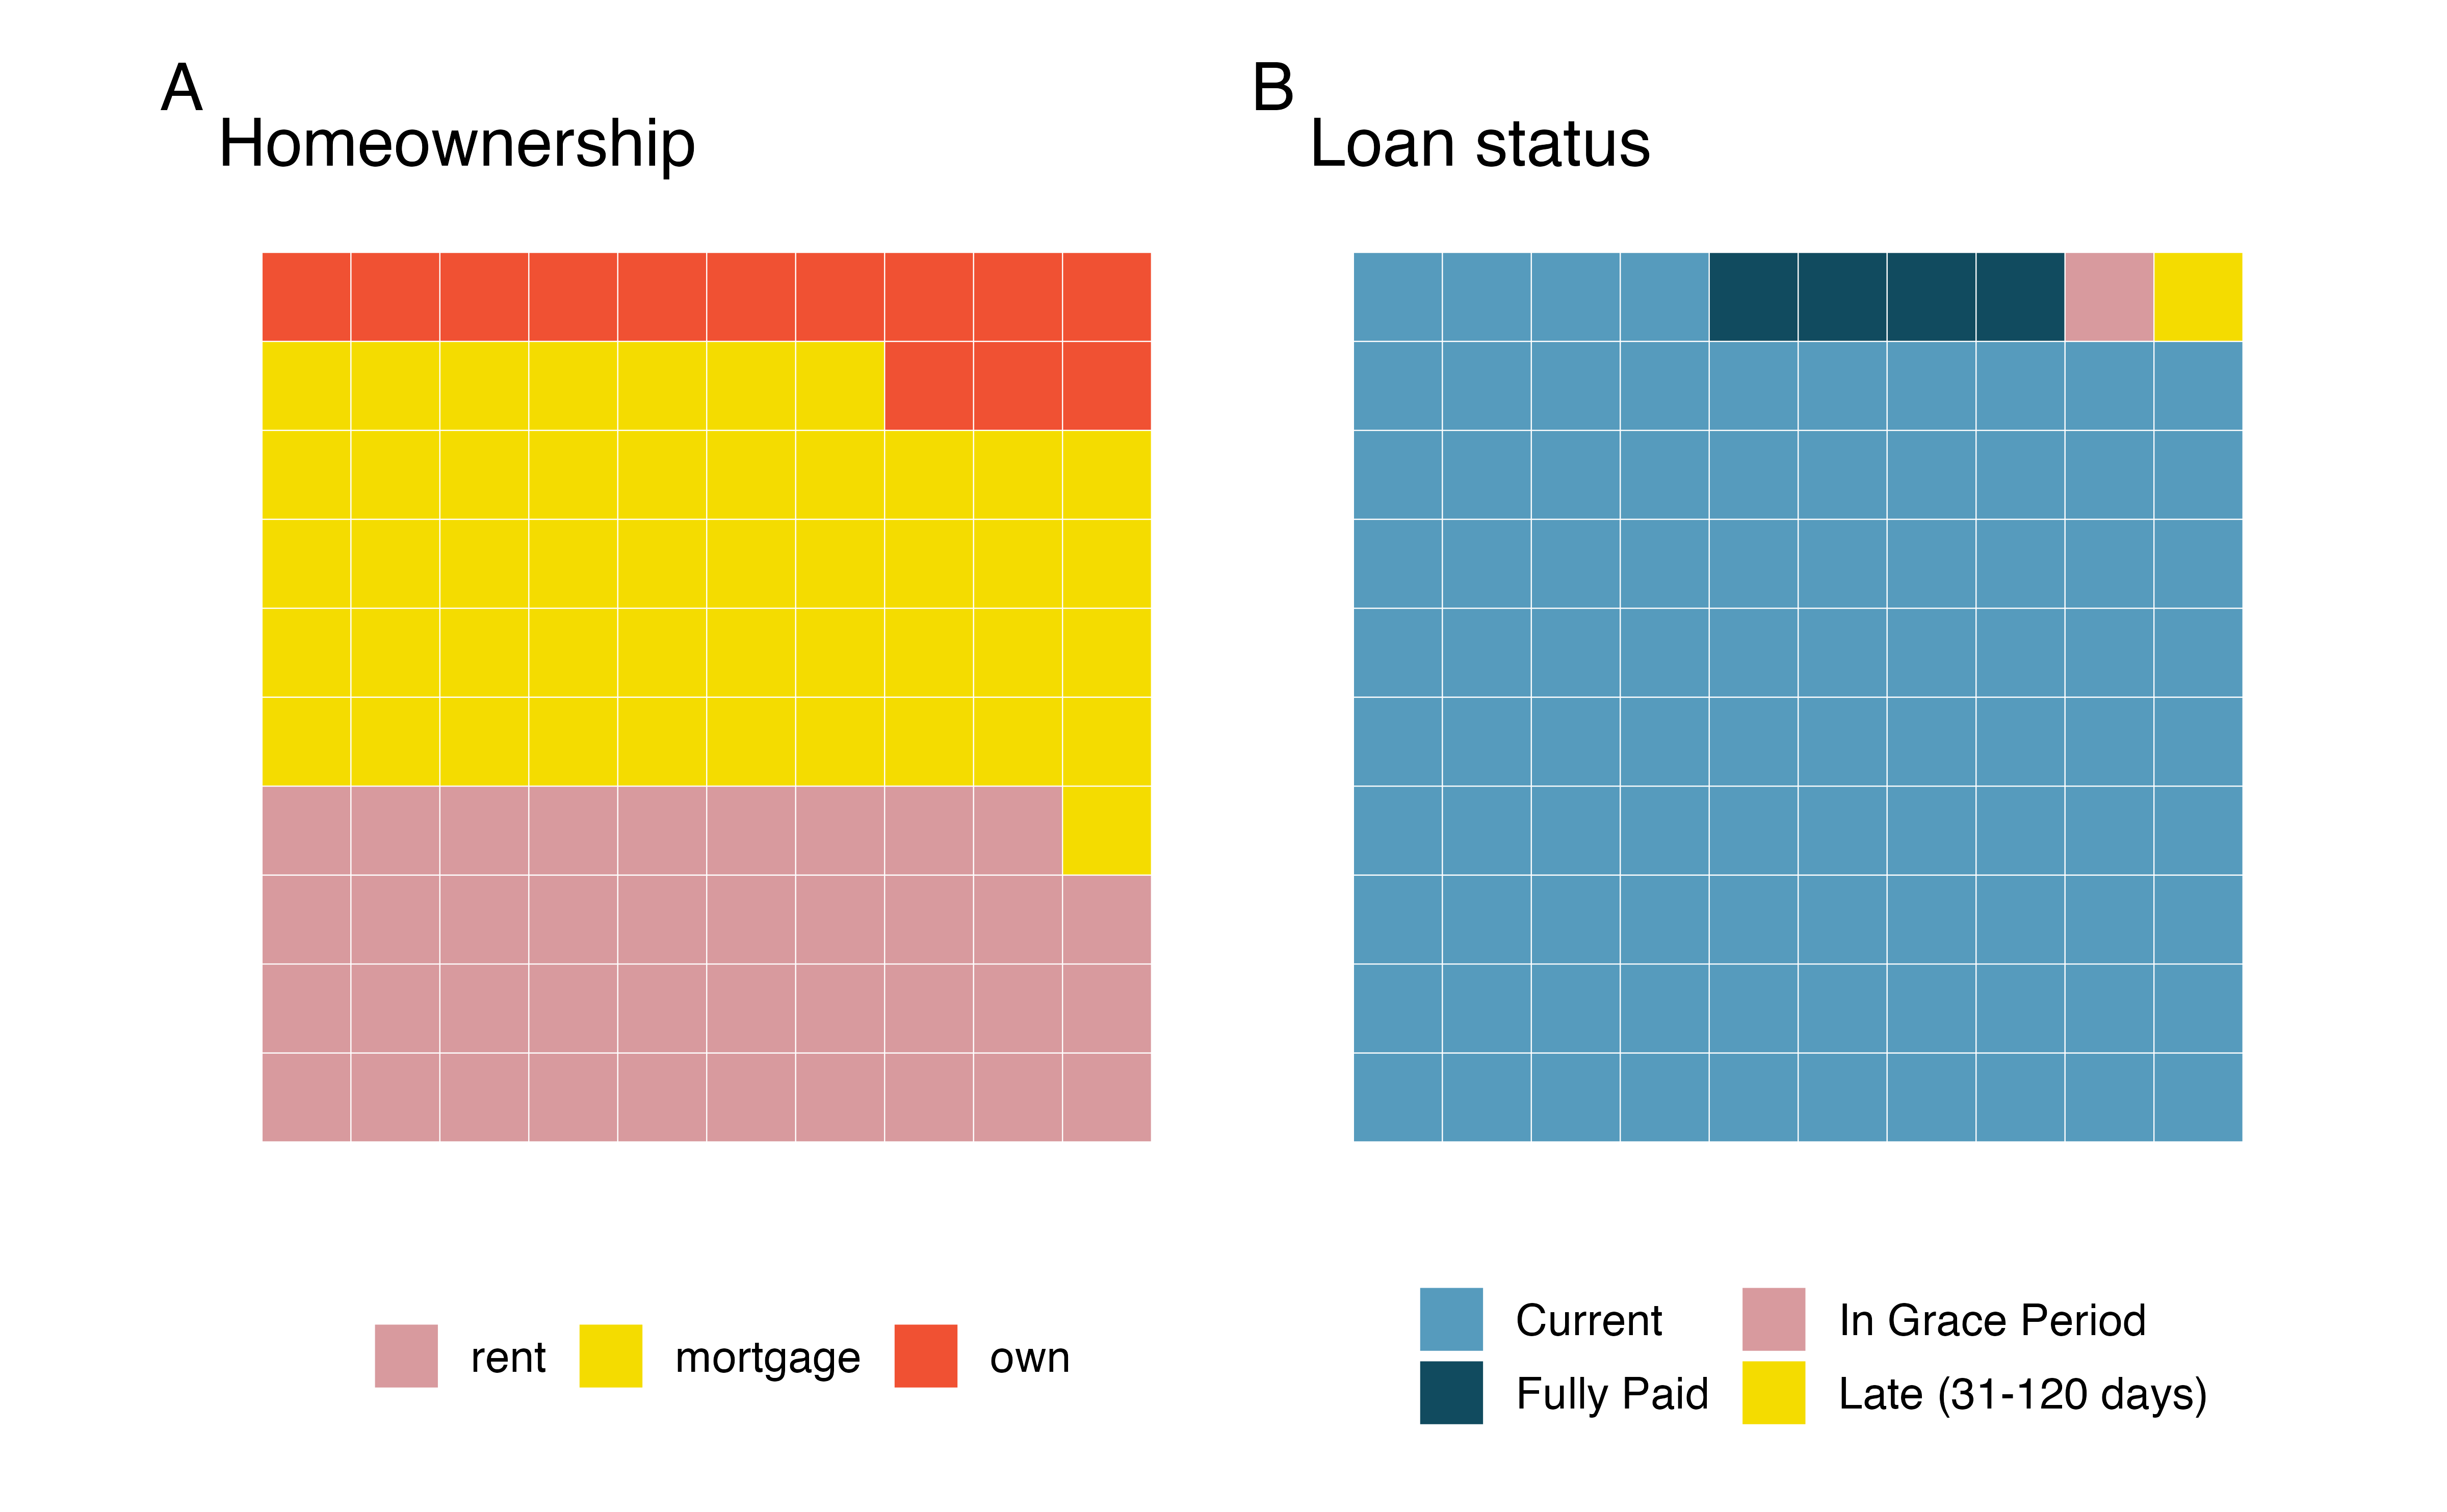 A
Homeownership
rent
mortgage
own
B
Loan status
Current
In Grace Period
Fully Paid
Late (31-120 days)